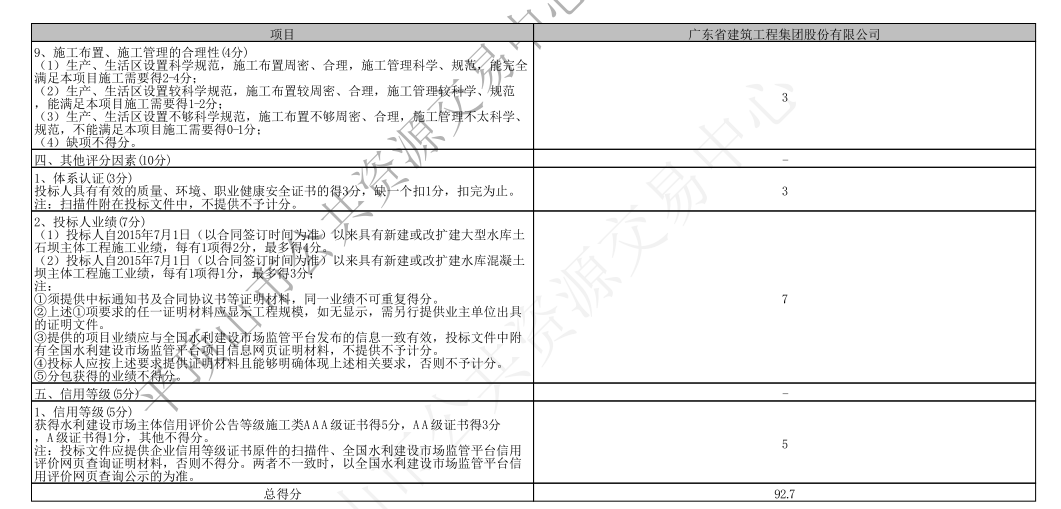 项目
广东省建筑工程集团股份有限公司
9、施工布置、施工管理的合理性(4分)
（1）生产、生活区设置科学规范，施工布置周密、合理，施工管理科学、规范，能完全
满足本项目施工需要得2-4分；
（2）生产、生活区设置较科学规范，施工布置较周密、合理，施工管理较科学、规范
，能满足本项目施工需要得1-2分；
（3）生产、生活区设置不够科学规范，施工布置不够周密、合理，施工管理不太科学、
规范，不能满足本项目施工需要得0-1分；
（4）缺项不得分。
3
四、其他评分因素(10分)
-
1、体系认证(3分)
投标人具有有效的质量、环境、职业健康安全证书的得3分，缺一个扣1分，扣完为止。
注：扫描件附在投标文件中，不提供不予计分。
3
2、投标人业绩(7分)
（1）投标人自2015年7月1日（以合同签订时间为准）以来具有新建或改扩建大型水库土
石坝主体工程施工业绩，每有1项得2分，最多得4分。
（2）投标人自2015年7月1日（以合同签订时间为准）以来具有新建或改扩建水库混凝土
坝主体工程施工业绩，每有1项得1分，最多得3分；
注：
①须提供中标通知书及合同协议书等证明材料，同一业绩不可重复得分。
②上述①项要求的任一证明材料应显示工程规模，如无显示，需另行提供业主单位出具
的证明文件。
③提供的项目业绩应与全国水利建设市场监管平台发布的信息一致有效，投标文件中附
有全国水利建设市场监管平台项目信息网页证明材料，不提供不予计分。
④投标人应按上述要求提供证明材料且能够明确体现上述相关要求，否则不予计分。
⑤分包获得的业绩不得分。
7
五、信用等级(5分)
-
1、信用等级(5分)
获得水利建设市场主体信用评价公告等级施工类AAA级证书得5分，AA级证书得3分
，A级证书得1分，其他不得分。
注：投标文件应提供企业信用等级证书原件的扫描件、全国水利建设市场监管平台信用
评价网页查询证明材料，否则不得分。两者不一致时，以全国水利建设市场监管平台信
用评价网页查询公示的为准。
5
总得分
92.7
平顶山市公共资源交易中心
山市公共资源交易中心